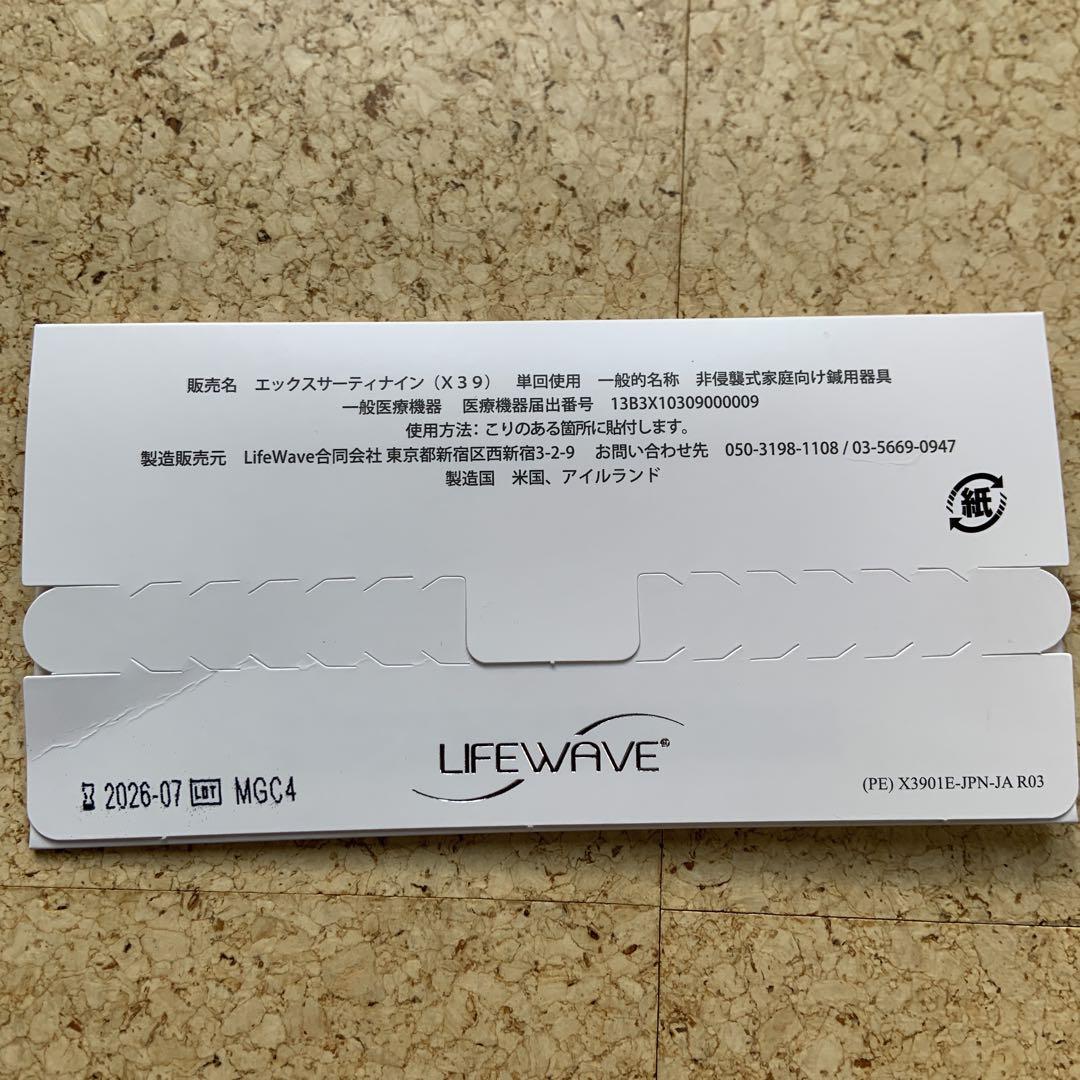 販売名　エックスサーティナイン（Ｘ３９）　単回使用　一般的名称　非侵襲式家庭向け鍼用器具
一般医療機器　医療機器届出番号　13B3X10309000009
使用方法：こりのある箇所に貼付します。
製造販売元　LifeWave合同会社 東京都新宿区西新宿3-2-9　お問い合わせ先　050-3198-1108 / 03-5669-0947
製造国　米国、アイルランド
紙
LIFEWAVE®
2026-07 LOT MGC4
(PE) X3901E-JPN-JA R03